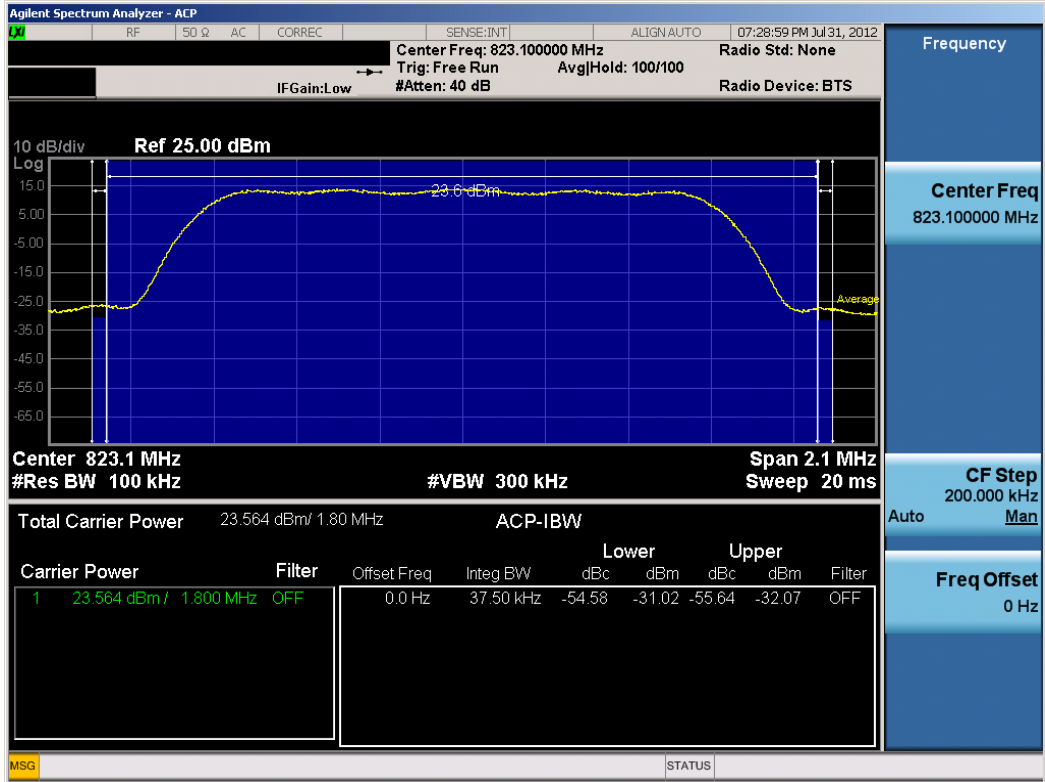 Agilent Spectrum Analyzer - ACP
LXI RF 50 Ω AC CORREC SENSE:INT ALIGN AUTO 07:28:59 PM Jul 31, 2012
Center Freq: 823.100000 MHz Radio Std: None
Trig: Free Run Avg|Hold: 100/100
IFGain:Low #Atten: 40 dB Radio Device: BTS
Frequency
10 dB/div Ref 25.00 dBm
Log
15.0
23.6 dBm
5.00
-5.00
-15.0
-25.0
Average
-35.0
-45.0
-55.0
-65.0
Center Freq
823.100000 MHz
Center 823.1 MHz Span 2.1 MHz
#Res BW 100 kHz #VBW 300 kHz Sweep 20 ms
CF Step
200.000 kHz
Auto Man
Total Carrier Power 23.564 dBm/ 1.80 MHz ACP-IBW
Lower Upper
Carrier Power Filter Offset Freq Integ BW dBc dBm dBc dBm Filter
1 23.564 dBm / 1.800 MHz OFF 0.0 Hz 37.50 kHz -54.58 -31.02 -55.64 -32.07 OFF
Freq Offset
0 Hz
MSG STATUS